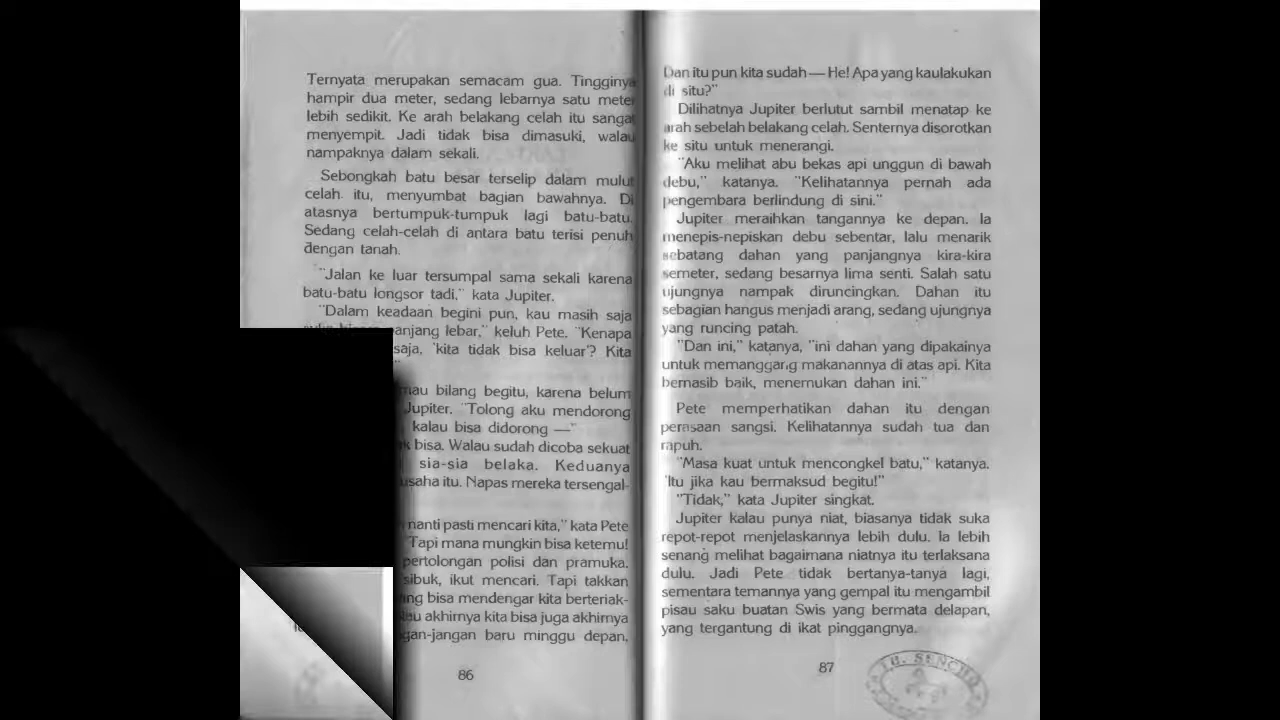 Ternyata merupakan semacam gua. Tingginya
hampir dua meter, sedang lebarnya satu meter
lebih sedikit. Ke arah belakang celah itu sangat
menyempit. Jadi tidak bisa dimasuki, walau
nampaknya dalam sekali.
Sebongkah batu besar terselip dalam mulut
celah itu, menyumbat bagian bawahnya. Di
atasnya bertumpuk-tumpuk lagi batu-batu.
Sedang celah-celah di antara batu terisi penuh
dengan tanah.
"Jalan ke luar tersumpal sama sekali karena
batu-batu longsor tadi," kata Jupiter.
"Dalam keadaan begini pun, kau masih saja
panjang lebar," keluh Pete. "Kenapa
saja, 'kita tidak bisa keluar'? Kita
mau bilang begitu, karena belum
Jupiter. "Tolong aku mendorong
kalau bisa didorong —"
bisa. Walau sudah dicoba sekuat
sia-sia belaka. Keduanya
itu. Napas mereka tersengal-
nanti pasti mencari kita," kata Pete
"Tapi mana mungkin bisa ketemu!
pertolongan polisi dan pramuka.
sibuk, ikut mencari. Tapi takkan
bisa mendengar kita berteriak-
akhirnya kita bisa juga akhirnya
baru minggu depan.
86
Dan itu pun kita sudah — He! Apa yang kaulakukan
di situ?"
Dilihatnya Jupiter berlutut sambil menatap ke
arah sebelah belakang celah. Senternya disorotkan
ke situ untuk menerangi.
"Aku melihat abu bekas api unggun di bawah
debu," katanya. "Kelihatannya pernah ada
pengembara berlindung di sini."
Jupiter meraihkan tangannya ke depan. Ia
menepis-nepiskan debu sebentar, lalu menarik
sebatang dahan yang panjangnya kira-kira
semeter, sedang besarnya lima senti. Salah satu
ujungnya nampak diruncingkan. Dahan itu
sebagian hangus menjadi arang, sedang ujungnya
yang runcing patah.
"Dan ini," katanya, "ini dahan yang dipakainya
untuk memanggang makanannya di atas api. Kita
bernasib baik, menemukan dahan ini."
Pete memperhatikan dahan itu dengan
perasaan sangsi. Kelihatannya sudah tua dan
rapuh.
"Masa kuat untuk mencongkel batu," katanya.
"Itu jika kau bermaksud begitu!"
"Tidak," kata Jupiter singkat.
Jupiter kalau punya niat, biasanya tidak suka
repot-repot menjelaskannya lebih dulu. Ia lebih
senang melihat bagaimana niatnya itu terlaksana
dulu. Jadi Pete tidak bertanya-tanya lagi,
sementara temannya yang gempal itu mengambil
pisau saku buatan Swis yang bermata delapan,
yang tergantung di ikat pinggangnya.
87